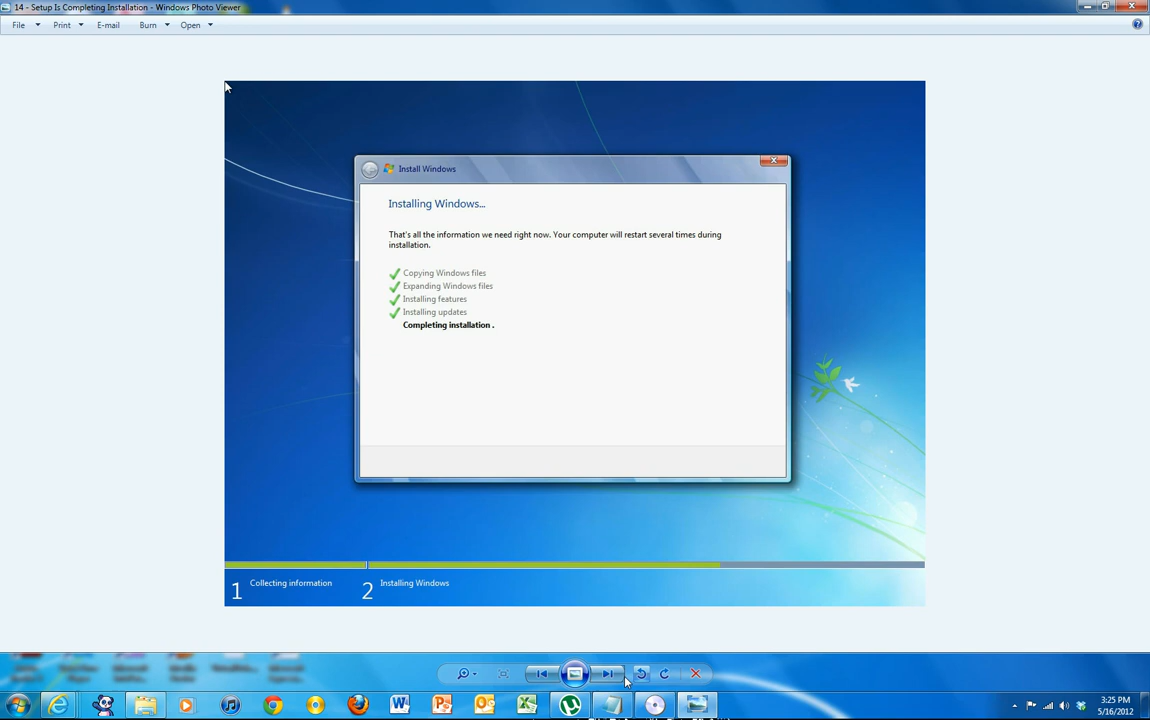 14 - Setup Is Completing Installation - Windows Photo Viewer
File Print E-mail Burn Open
Install Windows
Installing Windows...
That's all the information we need right now. Your computer will restart several times during
installation.
Copying Windows files
Expanding Windows files
Installing features
Installing updates
Completing installation .
1 Collecting information 2 Installing Windows
3:25 PM
5/16/2012